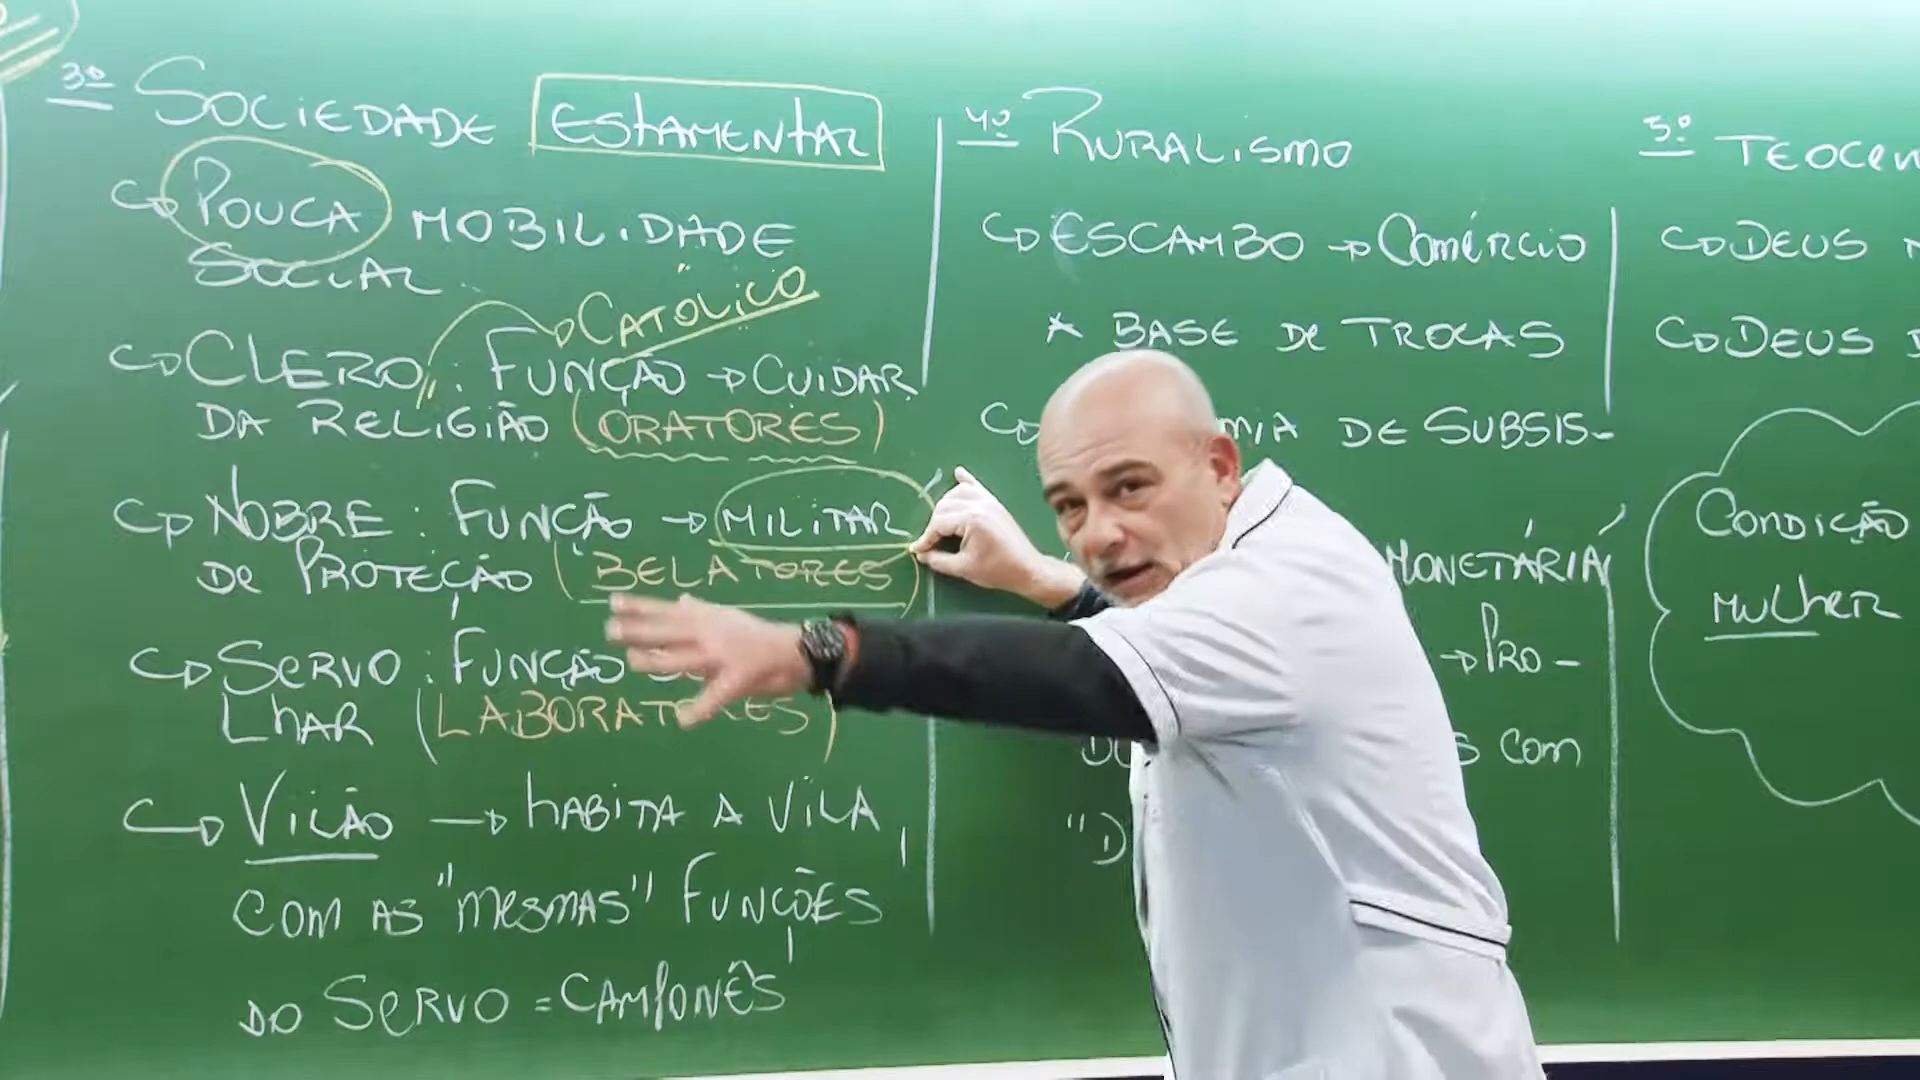 3º SOCIEDADE ESTAMENTAL
POUCA MOBILIDADE
SOCIAL
"CATÓLICO
CLERO : FUNÇÃO → CUIDAR
DA RELIGIÃO (ORATORES)
NOBRE : FUNÇÃO → MILITAR
DE PROTEÇÃO (BELATORES)
SERVO : FUNÇÃO
LHAR (LABORATORES)
VILÃO → HABITA A VILA,
COM AS "MESMAS" FUNÇÕES
DO SERVO = CAMPONÊS
4º RURALISMO
ESCAMBO → COMÉRCIO
A BASE DE TROCAS
MIA DE SUBSIS-
MONETÁRIA
→ PRO-
S COM
"D
5º TEOCEN
DEUS
DEUS
CONDIÇÃO
MULHER